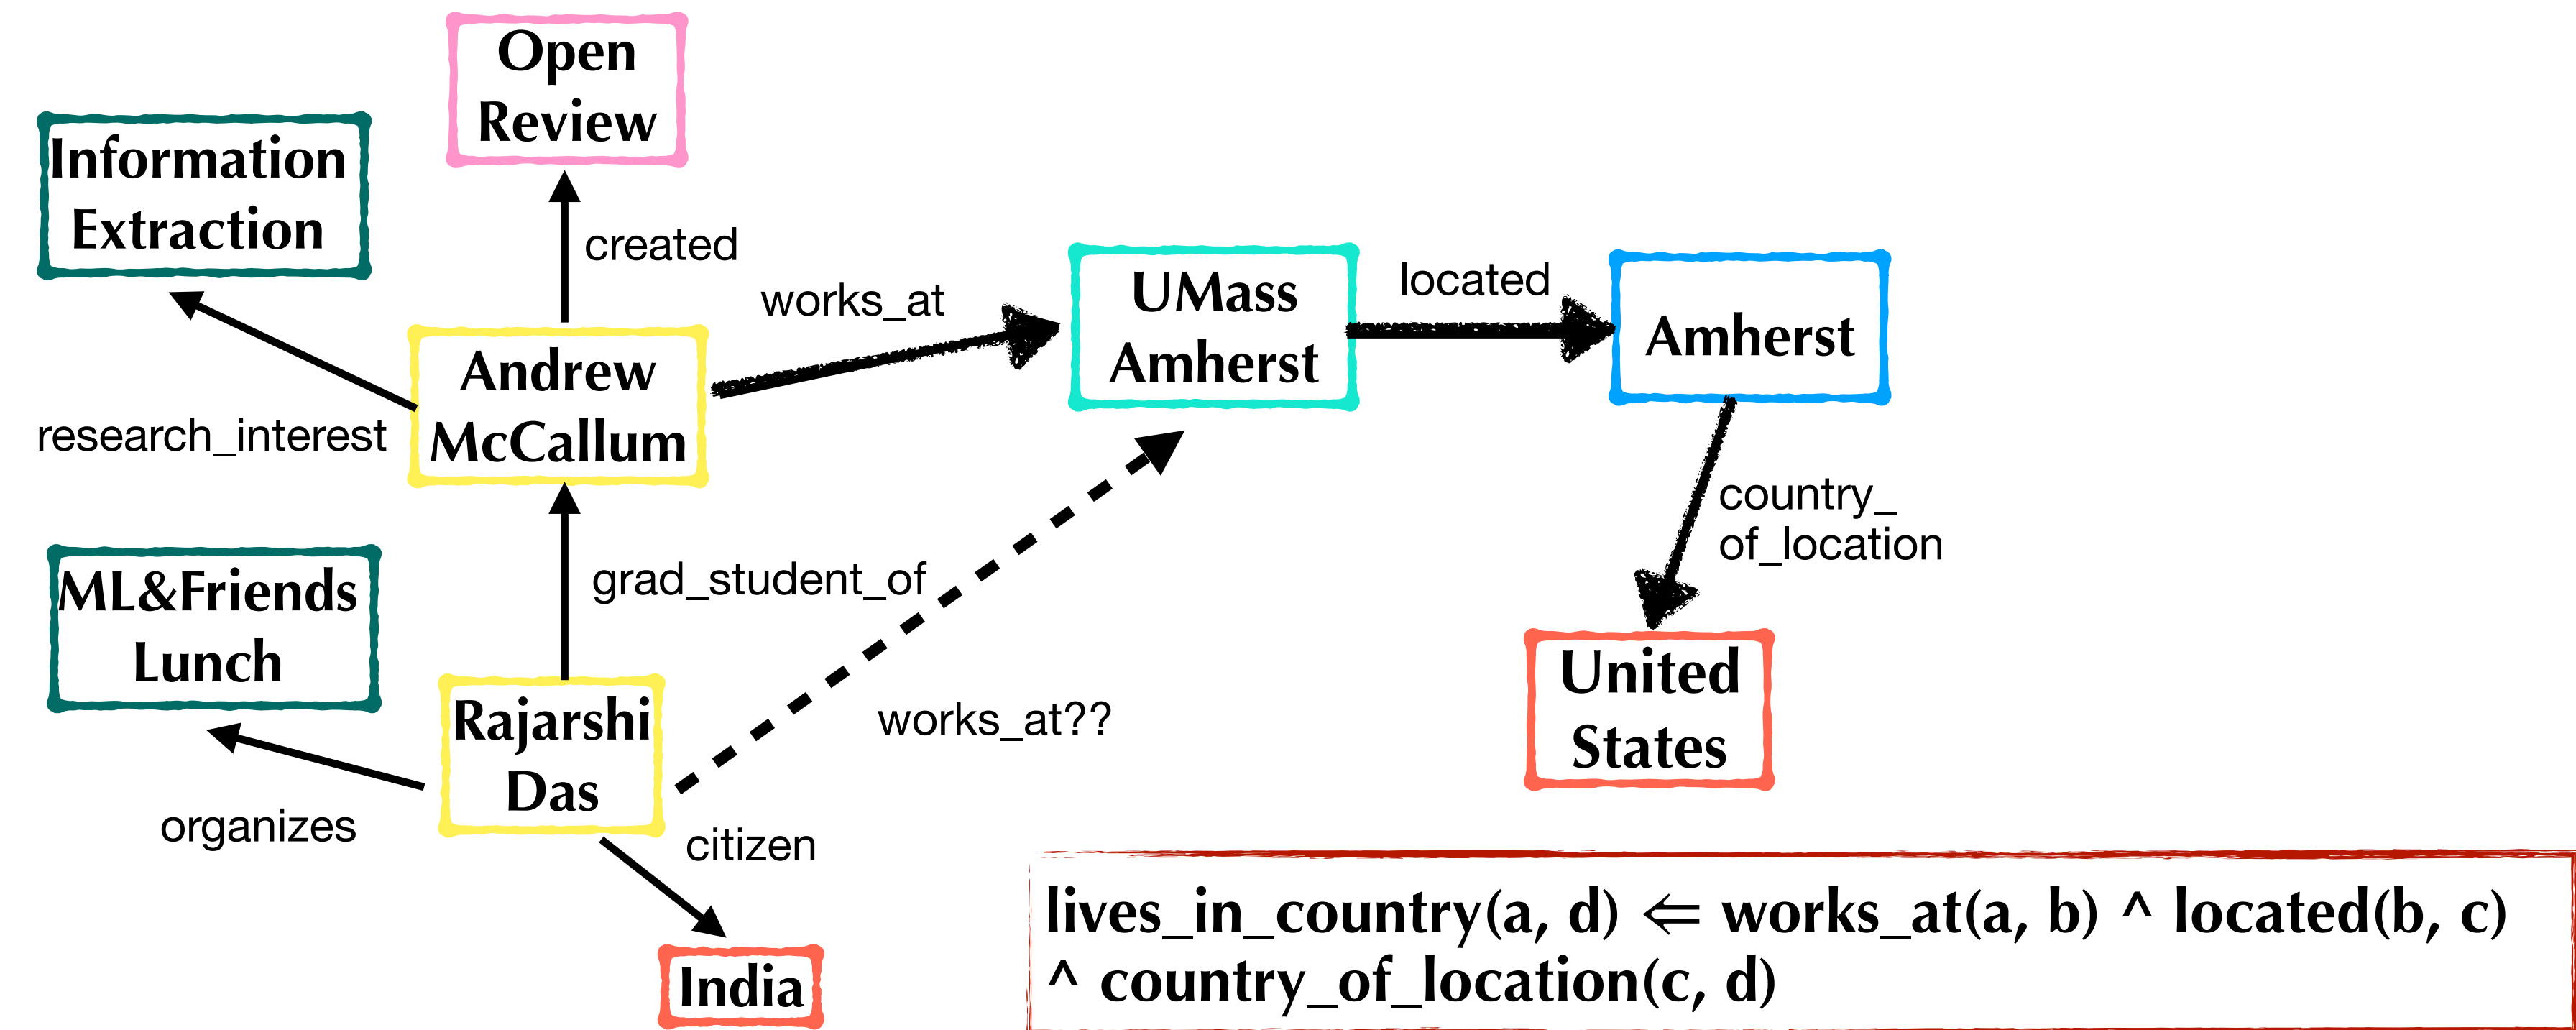 Open
Review
Information
Extraction
created
works_at
UMass
Amherst
located
Amherst
Andrew
McCallum
research_interest
country_
of_location
grad_student_of
ML&Friends
Lunch
United
States
Rajarshi
Das
works_at??
organizes
citizen
India
lives_in_country(a, d) ⇐ works_at(a, b) ^ located(b, c)
^ country_of_location(c, d)